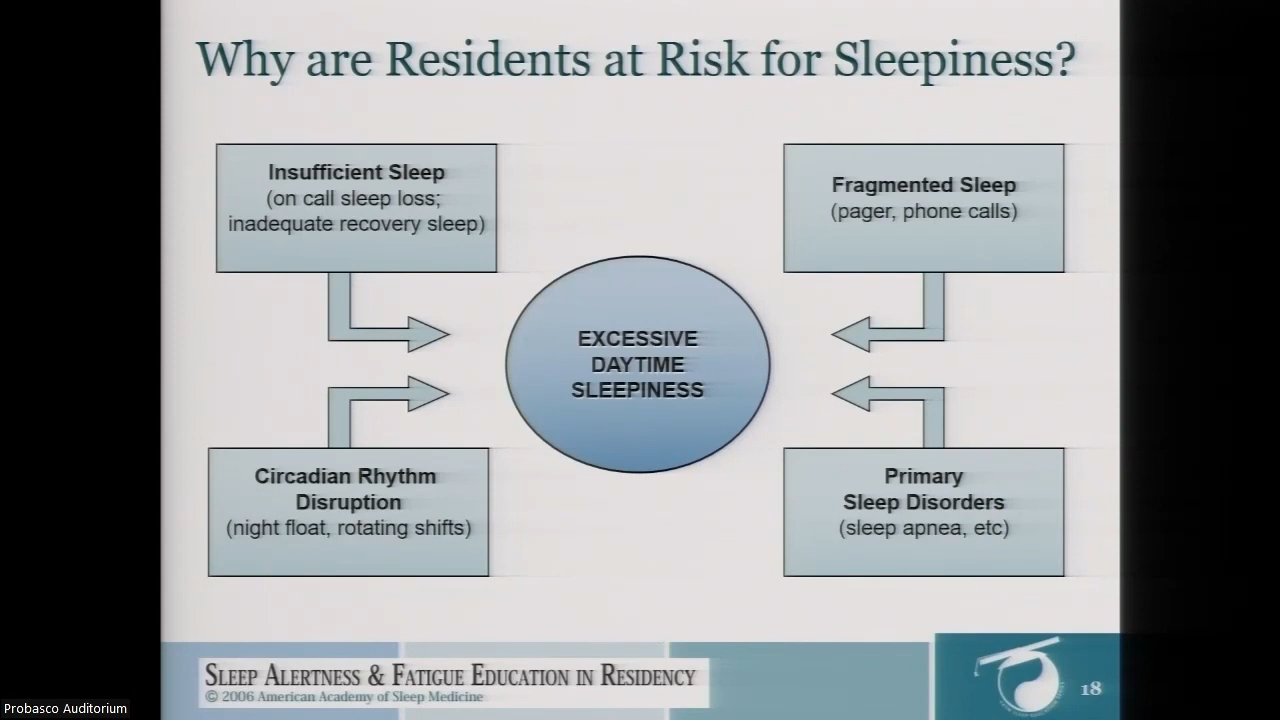 Why are Residents at Risk for Sleepiness?
Insufficient Sleep
(on call sleep loss;
inadequate recovery sleep)
Fragmented Sleep
(pager, phone calls)
EXCESSIVE
DAYTIME
SLEEPINESS
Circadian Rhythm
Disruption
(night float, rotating shifts)
Primary
Sleep Disorders
(sleep apnea, etc)
SLEEP ALERTNESS & FATIGUE EDUCATION IN RESIDENCY
© 2006 American Academy of Sleep Medicine
18
Probasco Auditorium